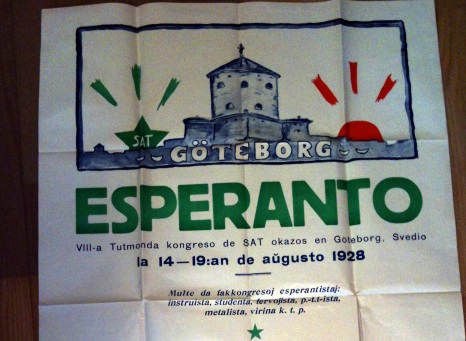 SAT
GÖTEBORG
ESPERANTO
VIII-a Tutmonda kongreso de SAT okazos en Göteborg, Svedio
la 14—19:an de aŭgusto 1928
Multe da fakkongresoj esperantistaj:
instruista, studenta, fervojista, p.-t.t-ista,
metalista, virina k. t. p.